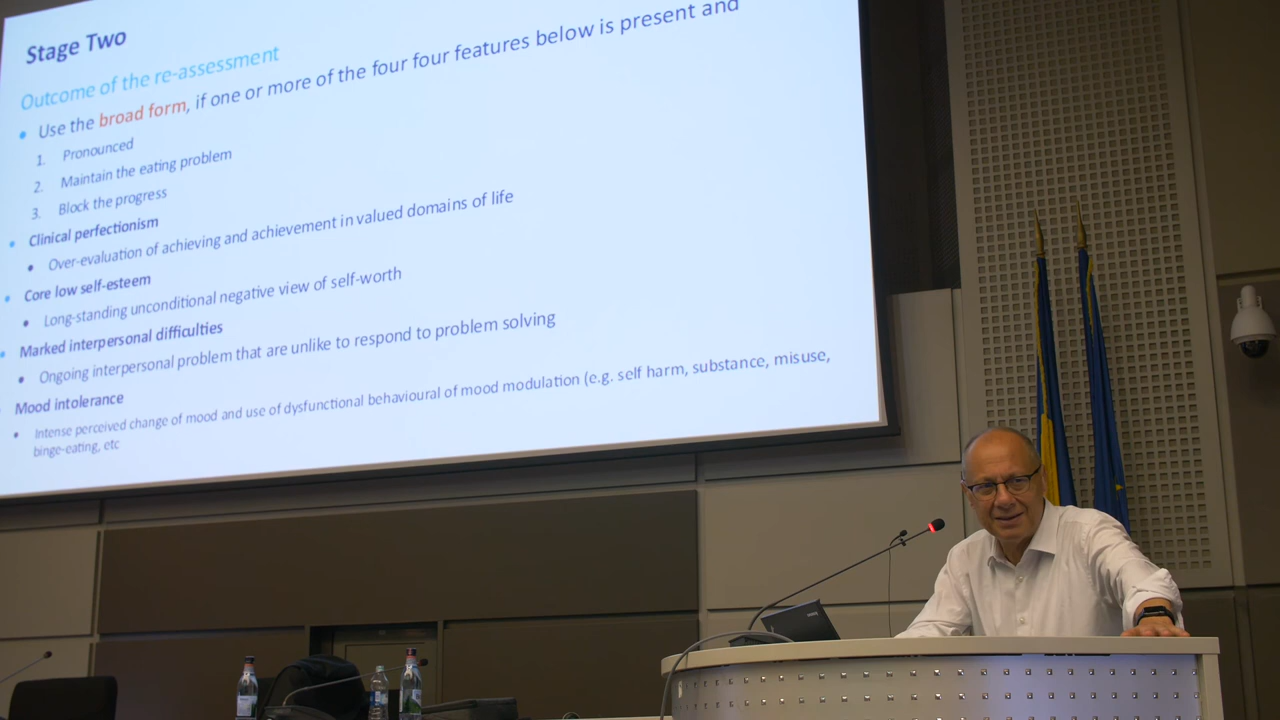 Stage Two
Outcome of the re-assessment
• Use the broad form, if one or more of the four four features below is present and
1. Pronounced
2. Maintain the eating problem
3. Block the progress
• Clinical perfectionism
• Over-evaluation of achieving and achievement in valued domains of life
• Core low self-esteem
• Long-standing unconditional negative view of self-worth
• Marked interpersonal difficulties
• Ongoing interpersonal problem that are unlike to respond to problem solving
• Mood intolerance
• Intense perceived change of mood and use of dysfunctional behavioural of mood modulation (e.g. self harm, substance, misuse,
binge-eating, etc